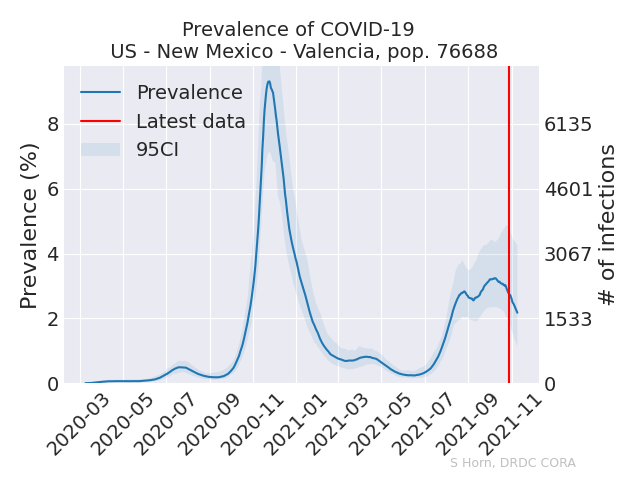 Prevalence of COVID-19
US - New Mexico - Valencia, pop. 76688
Prevalence
Latest data
95CI
Prevalence (%)
8
6
4
2
0
6135
4601
3067
1533
0
# of infections
2020-03
2020-05
2020-07
2020-09
2020-11
2021-01
2021-03
2021-05
2021-07
2021-09
2021-11
S Horn, DRDC CORA